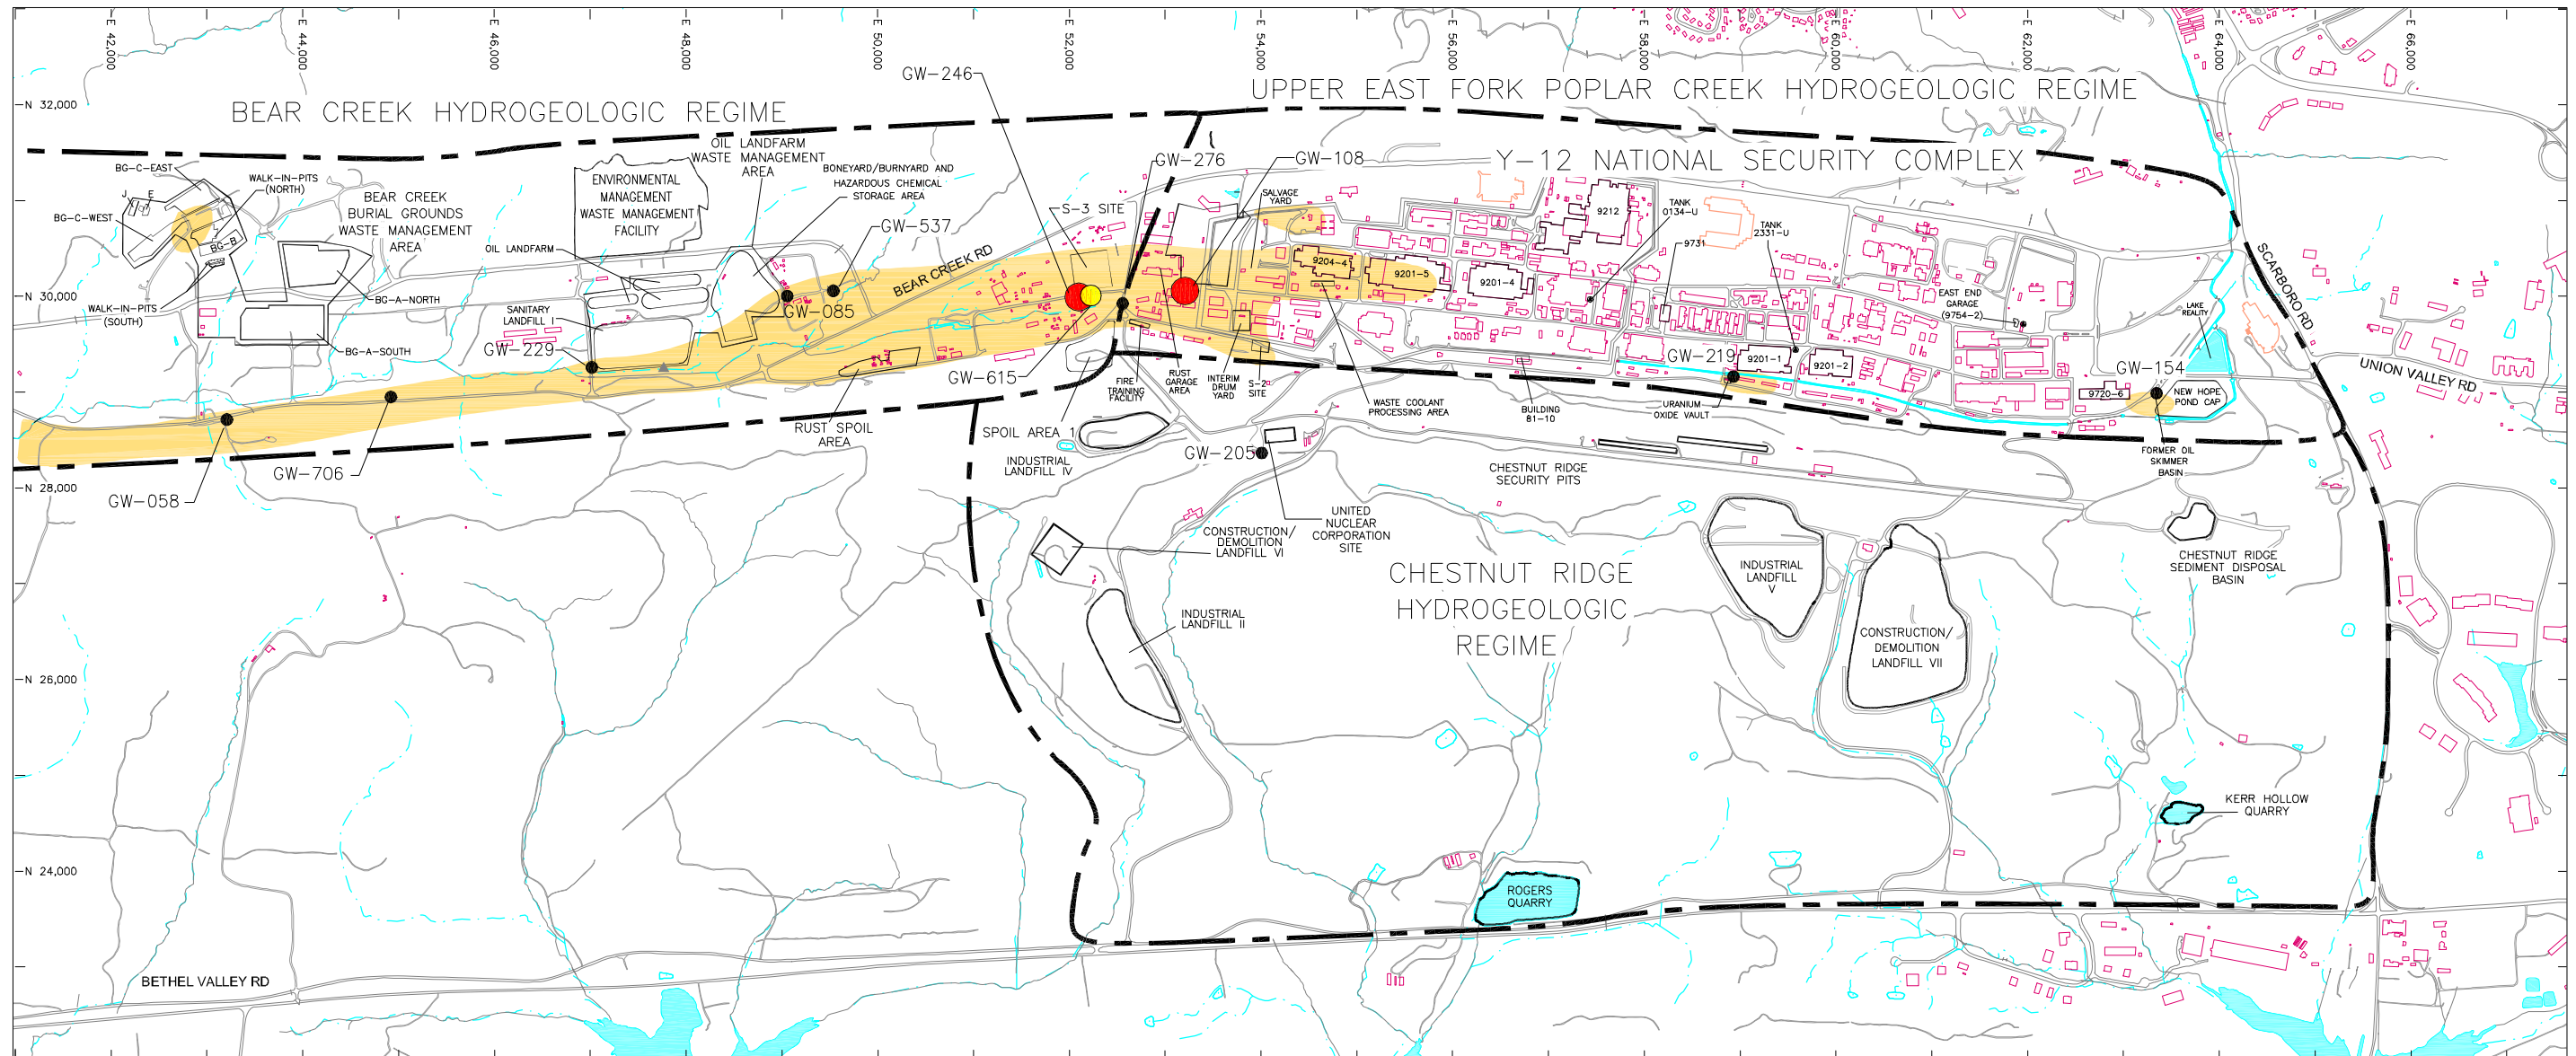 E 42,000
E 44,000
E 46,000
E 48,000
E 50,000
E 52,000
E 54,000
E 56,000
E 58,000
E 60,000
E 62,000
E 64,000
E 66,000
N 32,000
N 30,000
N 28,000
N 26,000
N 24,000
BEAR CREEK HYDROGEOLOGIC REGIME
UPPER EAST FORK POPLAR CREEK HYDROGEOLOGIC REGIME
Y-12 NATIONAL SECURITY COMPLEX
GW-246
GW-276
GW-108
S-3 SITE
GW-537
BEAR CREEK RD
GW-085
GW-229
GW-615
GW-706
GW-058
GW-205
GW-219
GW-154
BG-C-EAST
J
E
BG-C-WEST
WALK-IN-PITS
(NORTH)
BG-B
WALK-IN-PITS
(SOUTH)
BEAR CREEK
BURIAL GROUNDS
WASTE MANAGEMENT
AREA
BG-A-NORTH
BG-A-SOUTH
ENVIRONMENTAL
MANAGEMENT
WASTE MANAGEMENT
FACILITY
OIL LANDFARM
WASTE MANAGEMENT
AREA
BONEYARD/BURNYARD AND
HAZARDOUS CHEMICAL
STORAGE AREA
OIL LANDFARM
SANITARY
LANDFILL I
RUST SPOIL
AREA
SPOIL AREA 1
FIRE
TRAINING
FACILITY
RUST
GARAGE
AREA
INTERIM
DRUM
YARD
S-2
SITE
SALVAGE
YARD
9204-4
9201-5
9201-4
9212
TANK
0134-U
9731
TANK
2331-U
EAST END
GARAGE
(9754-2)
LAKE
REALITY
SCARBORO RD
UNION VALLEY RD
9201-1
9201-2
9720-6
NEW HOPE
POND CAP
WASTE COOLANT
PROCESSING AREA
BUILDING
81-10
URANIUM
OXIDE VAULT
FORMER OIL
SKIMMER
BASIN
INDUSTRIAL
LANDFILL IV
CHESTNUT RIDGE
SECURITY PITS
UNITED
NUCLEAR
CORPORATION
SITE
CONSTRUCTION/
DEMOLITION
LANDFILL VI
INDUSTRIAL
LANDFILL II
CHESTNUT RIDGE
HYDROGEOLOGIC
REGIME
INDUSTRIAL
LANDFILL
V
CONSTRUCTION/
DEMOLITION
LANDFILL VII
CHESTNUT RIDGE
SEDIMENT DISPOSAL
BASIN
KERR HOLLOW
QUARRY
ROGERS
QUARRY
BETHEL VALLEY RD